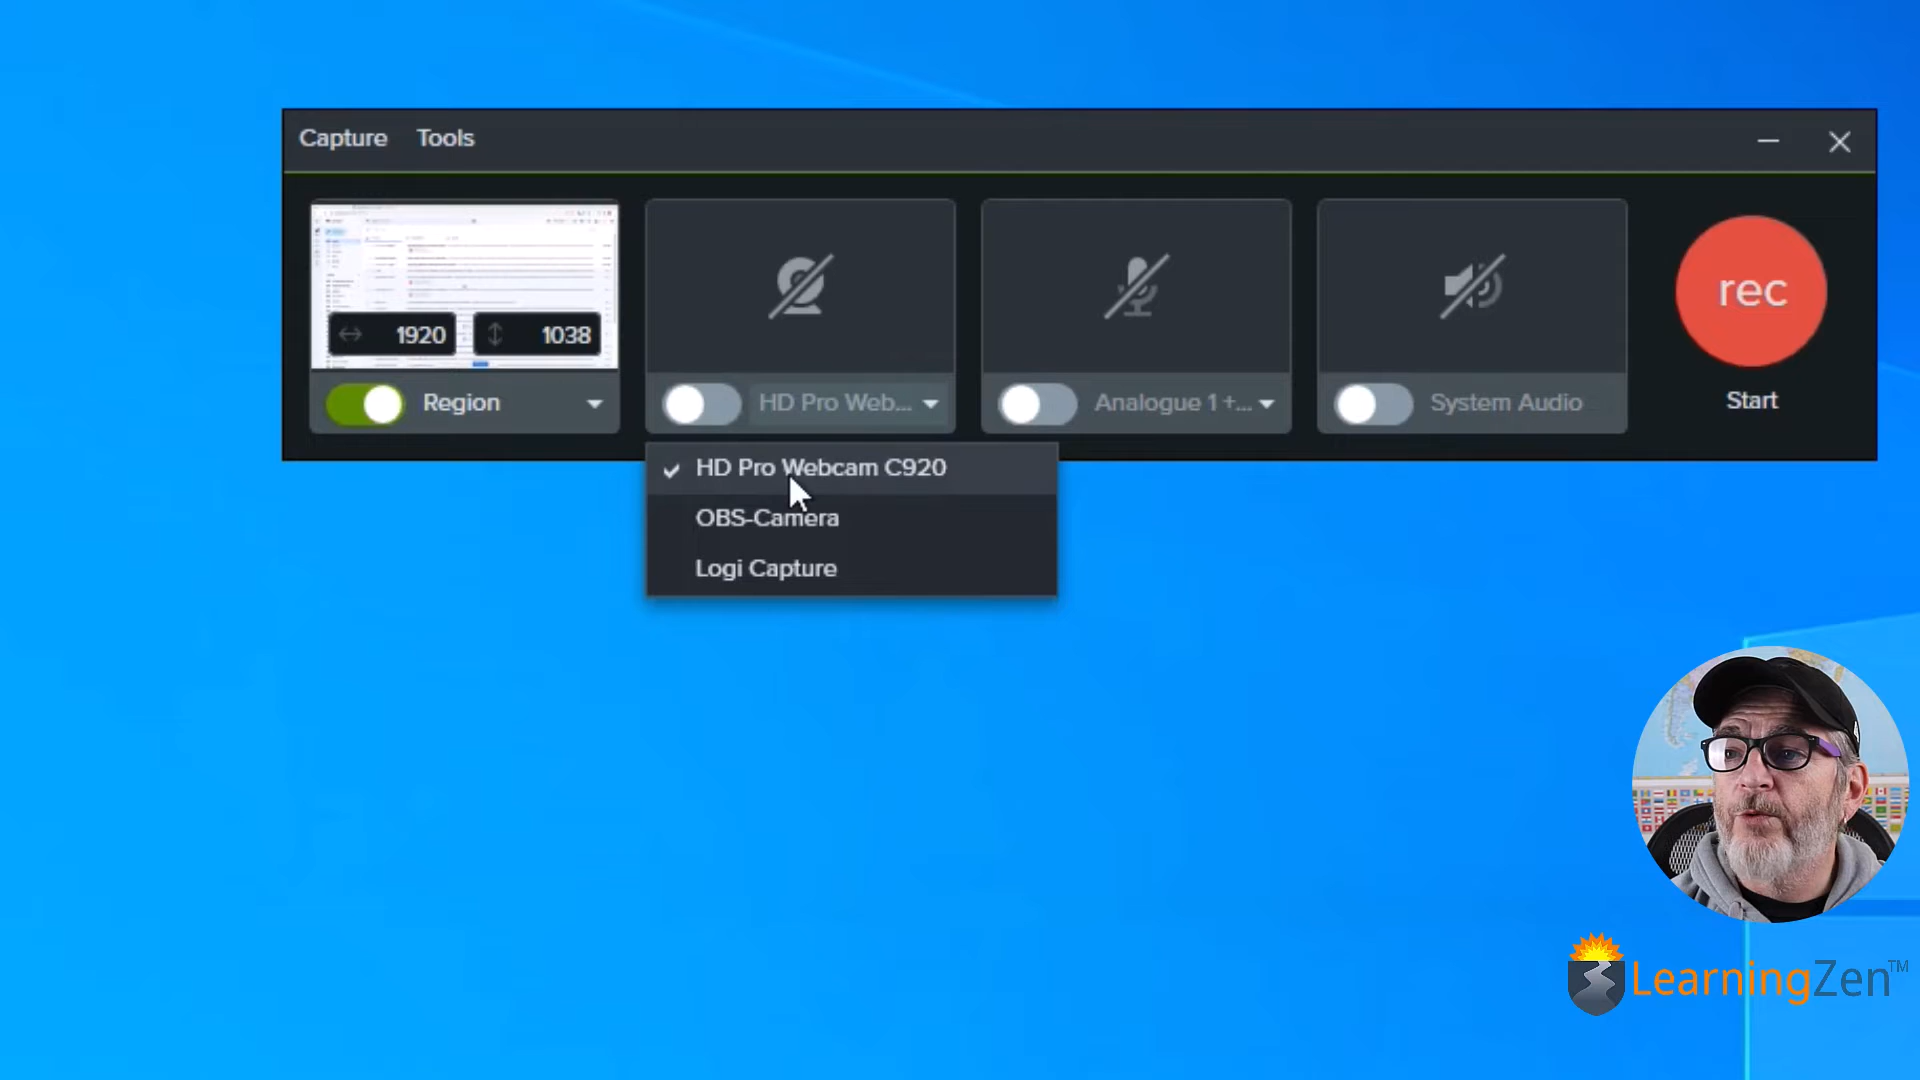 Capture Tools
1920 1038
Region
HD Pro Web...
Analogue 1 +...
System Audio
rec
Start
HD Pro Webcam C920
OBS-Camera
Logi Capture
LearningZen™